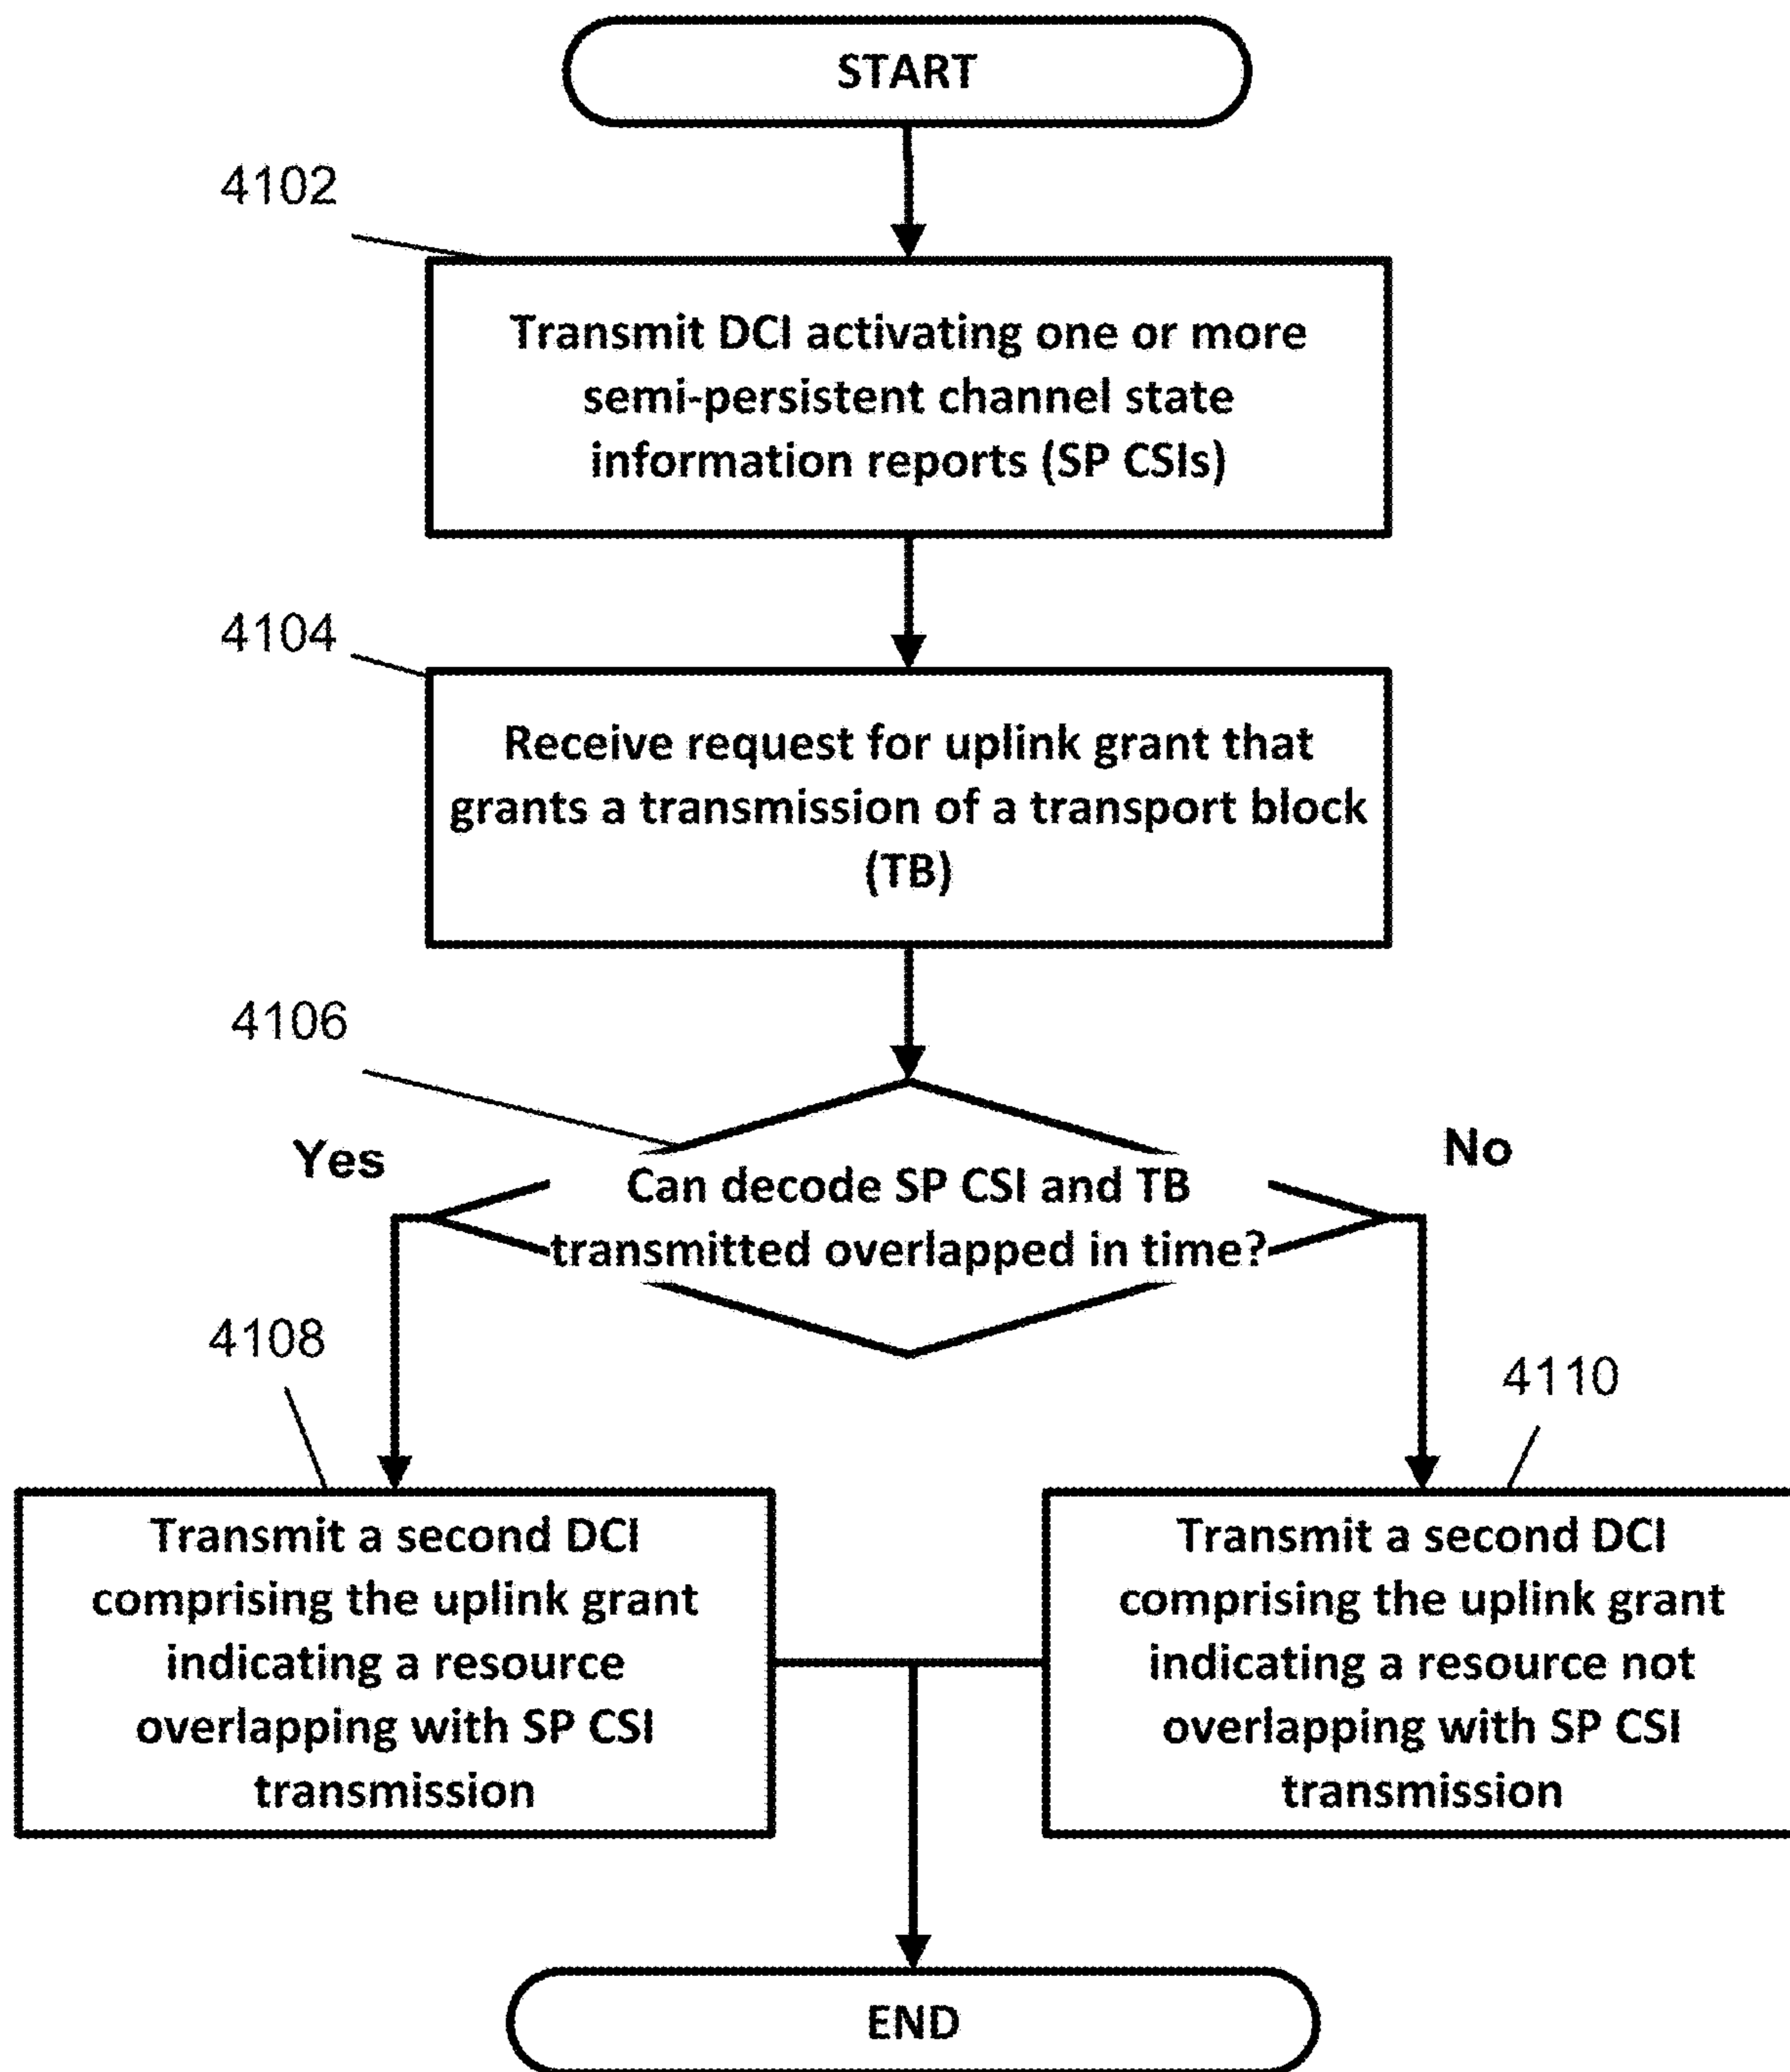 START
4102
Transmit DCI activating one or more
semi-persistent channel state
information reports (SP CSIs)
4104
Receive request for uplink grant that
grants a transmission of a transport block
(TB)
4106
Yes
No
Can decode SP CSI and TB
transmitted overlapped in time?
4108
4110
Transmit a second DCI
comprising the uplink grant
indicating a resource
overlapping with SP CSI
transmission
Transmit a second DCI
comprising the uplink grant
indicating a resource not
overlapping with SP CSI
transmission
END